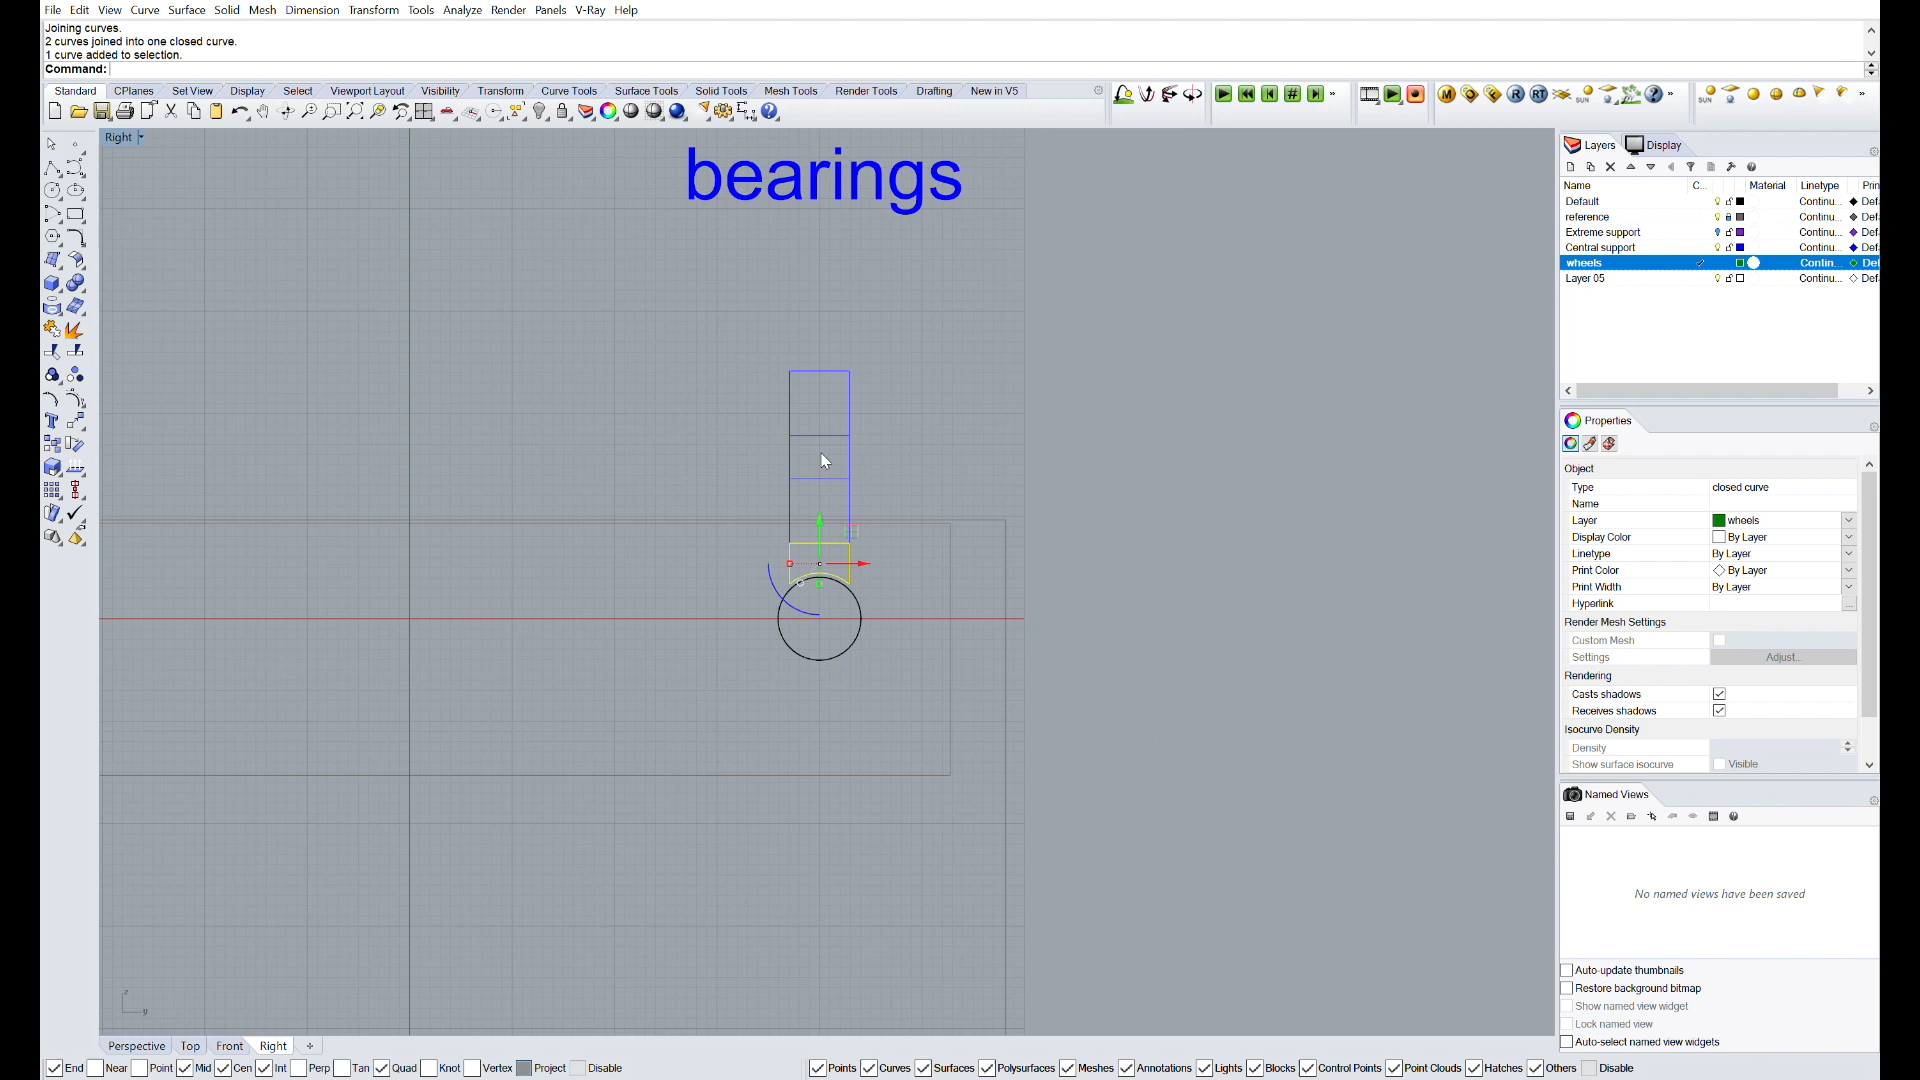 File Edit View Curve Surface Solid Mesh Dimension Transform Tools Analyze Render Panels V-Ray Help
Joining curves.
2 curves joined into one closed curve.
1 curve added to selection.
Command:
Standard CPlanes Set View Display Select Viewport Layout Visibility Transform Curve Tools Surface Tools Solid Tools Mesh Tools Render Tools Drafting New in V5
Right
bearings
Layers Display
Name C... Material Linetype Prin
Default Continu... Def
reference Continu... Def
Extreme support Continu... Def
Central support Continu... Def
wheels Contin... Def
Layer 05 Continu... Def
Properties
Object
Type closed curve
Name
Layer wheels
Display Color By Layer
Linetype By Layer
Print Color By Layer
Print Width By Layer
Hyperlink ...
Render Mesh Settings
Custom Mesh
Settings Adjust...
Rendering
Casts shadows
Receives shadows
Isocurve Density
Density
Show surface isocurve Visible
Named Views
No named views have been saved
Auto-update thumbnails
Restore background bitmap
Show named view widget
Lock named view
Auto-select named view widgets
z
y
Perspective Top Front Right
End Near Point Mid Cen Int Perp Tan Quad Knot Vertex Project Disable
Points Curves Surfaces Polysurfaces Meshes Annotations Lights Blocks Control Points Point Clouds Hatches Others Disable